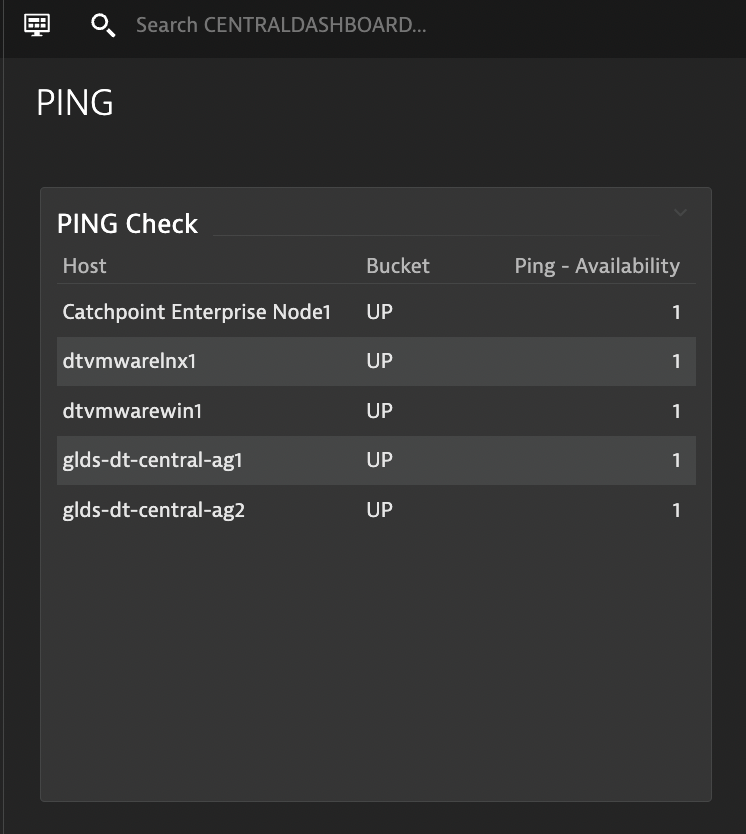 Search CENTRALDASHBOARD...
PING
PING Check
Host Bucket Ping - Availability
Catchpoint Enterprise Node1 UP 1
dtvmwarelnx1 UP 1
dtvmwarewin1 UP 1
glds-dt-central-ag1 UP 1
glds-dt-central-ag2 UP 1